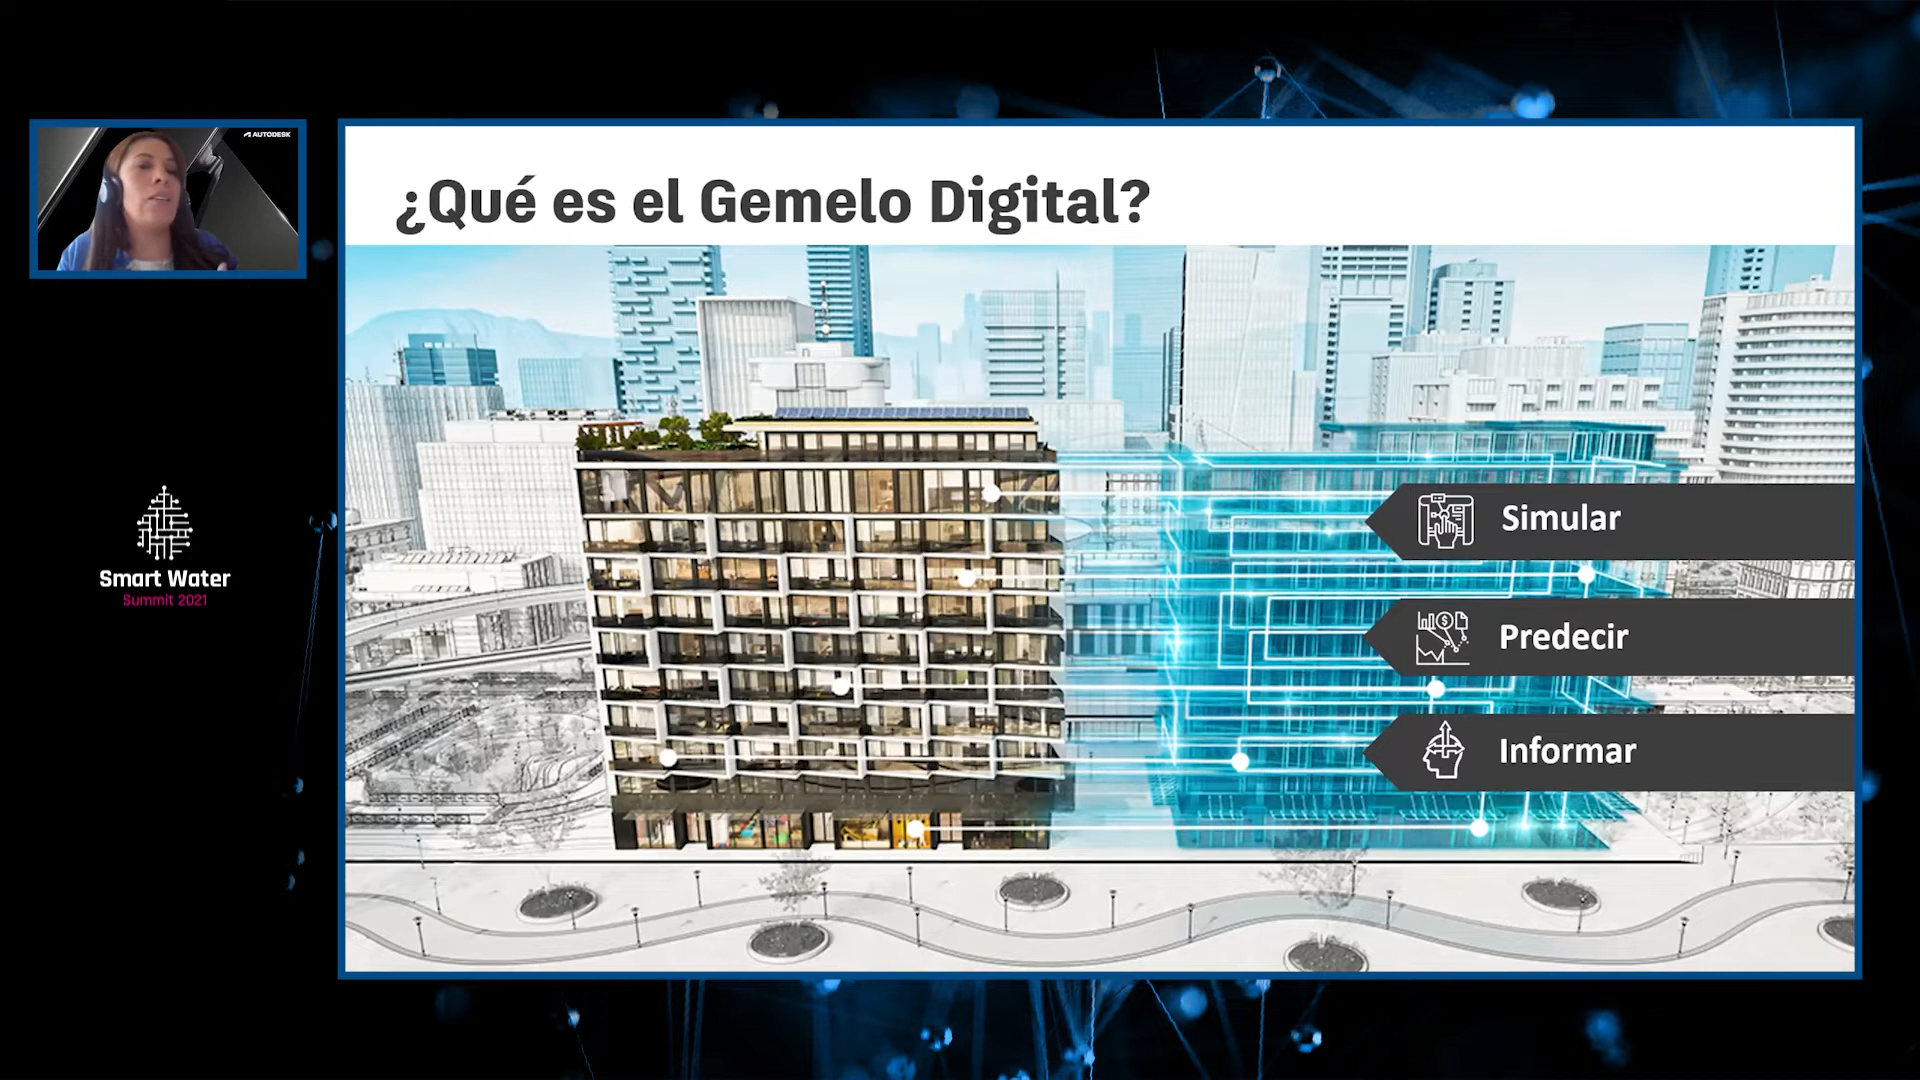 AUTODESK
¿Qué es el Gemelo Digital?
Simular
Predecir
Informar
Smart Water
Summit 2021